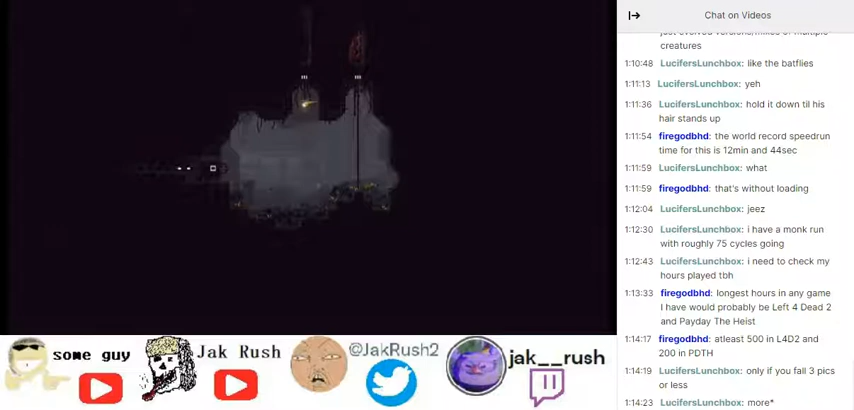 Chat on Videos
just evolved versions/mixes of multiple
creatures
1:10:48 LucifersLunchbox: like the batflies
1:11:13 LucifersLunchbox: yeh
1:11:36 LucifersLunchbox: hold it down til his
hair stands up
1:11:54 firegodbhd: the world record speedrun
time for this is 12min and 44sec
1:11:59 LucifersLunchbox: what
1:11:59 firegodbhd: that's without loading
1:12:04 LucifersLunchbox: jeez
1:12:30 LucifersLunchbox: i have a monk run
with roughly 75 cycles going
1:12:43 LucifersLunchbox: i need to check my
hours played tbh
1:13:33 firegodbhd: longest hours in any game
I have would probably be Left 4 Dead 2
and Payday The Heist
1:14:17 firegodbhd: atleast 500 in L4D2 and
200 in PDTH
1:14:19 LucifersLunchbox: only if you fall 3 pics
or less
1:14:23 LucifersLunchbox: more*
some guy
Jak Rush
@JakRush2
jak__rush